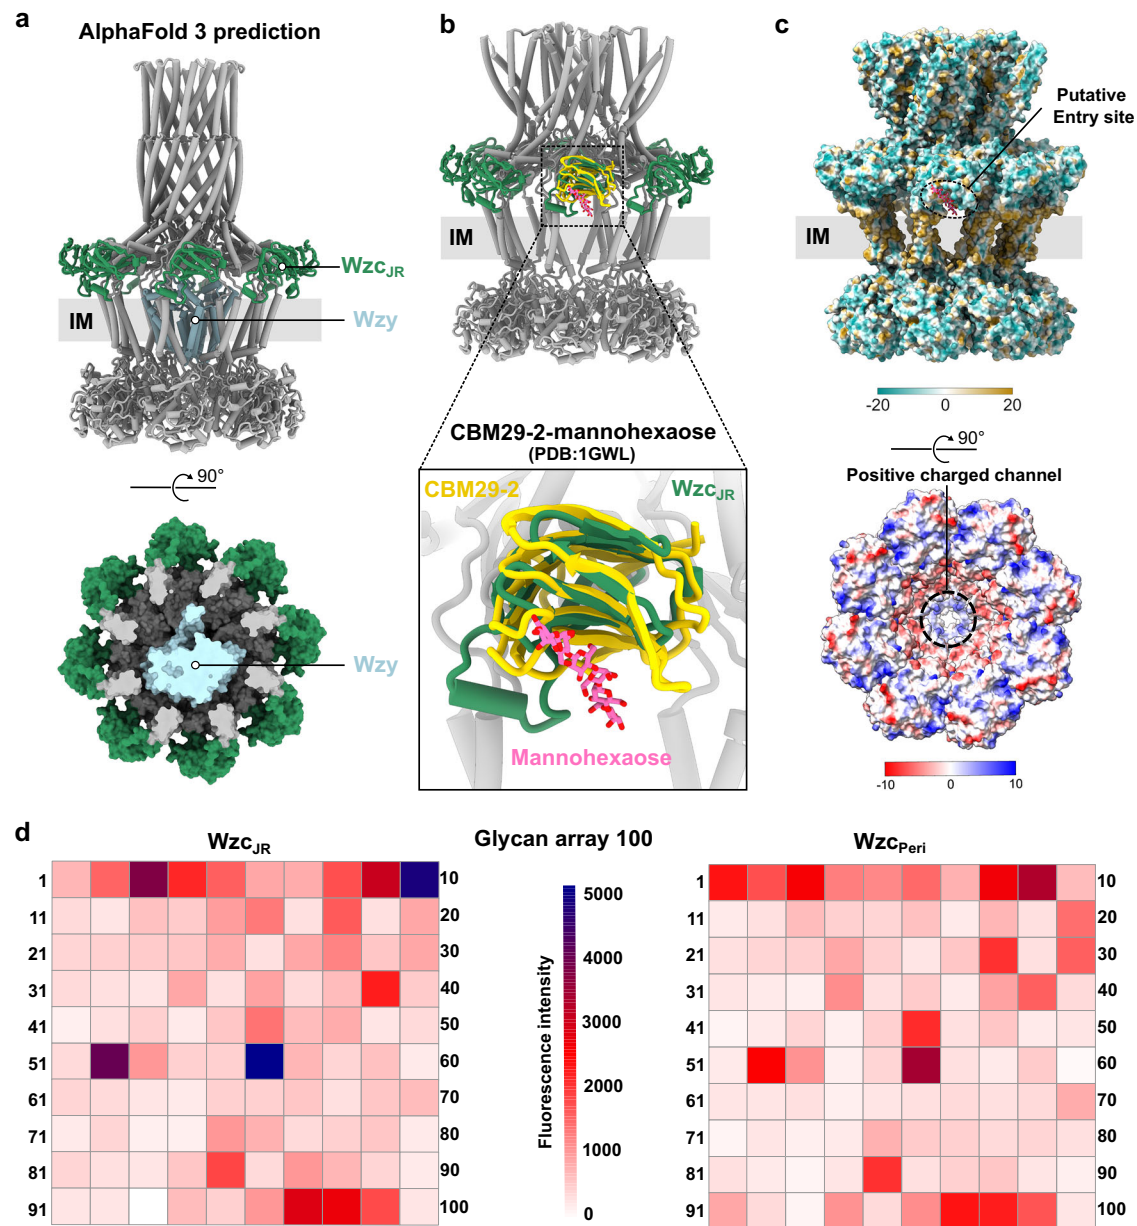 a
AlphaFold 3 prediction
Wzc_JR
IM
Wzy
90°
Wzy
b
IM
CBM29-2-mannohexaose
(PDB:1GWL)
CBM29-2
Wzc_JR
Mannohexaose
c
Putative
Entry site
IM
-20 0 20
90°
Positive charged channel
-10 0 10
d
Wzc_JR
Glycan array 100
Wzc_Peri
1 10
11 20
21 30
31 40
41 50
51 60
61 70
71 80
81 90
91 100
Fluorescence intensity
5000
4000
3000
2000
1000
0
1 10
11 20
21 30
31 40
41 50
51 60
61 70
71 80
81 90
91 100